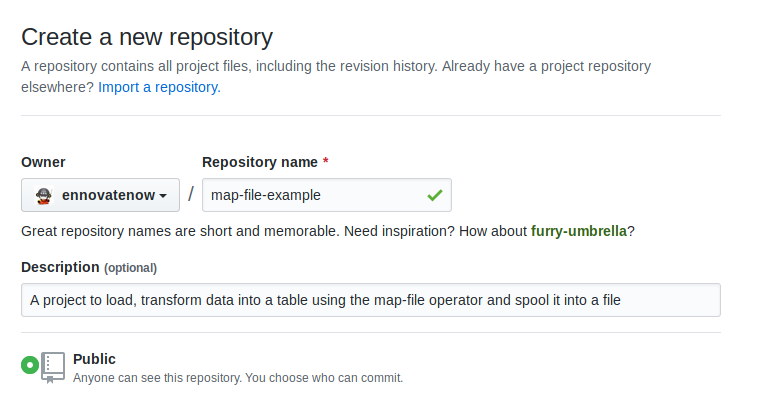 Create a new repository
A repository contains all project files, including the revision history. Already have a project repository
elsewhere? Import a repository.
Owner
Repository name *
ennovatenow / map-file-example
Great repository names are short and memorable. Need inspiration? How about furry-umbrella?
Description (optional)
A project to load, transform data into a table using the map-file operator and spool it into a file
Public
Anyone can see this repository. You choose who can commit.